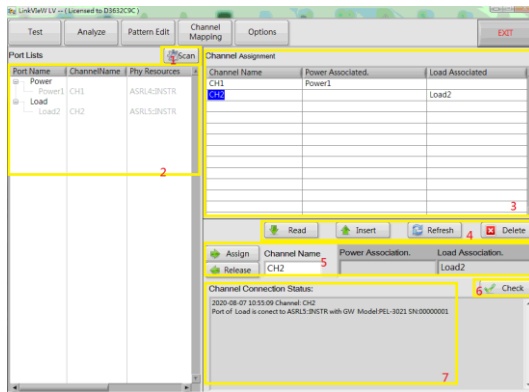 LinkVIeW LV -- ( Licensed to D3632C9C )
Test
Analyze
Pattern Edit
Channel Mapping
Options
EXIT
Port Lists
Scan
1
Port Name
ChannelName
Phy Resources
Power
Power1 CH1 ASRL4::INSTR
Load
Load2 CH2 ASRL5::INSTR
2
Channel Assignment
Channel Name
Power Associated.
Load Associated
CH1 Power1
CH2 Load2
3
Read
Insert
Refresh
4
Delete
Assign
Release
Channel Name
CH2
5
Power Association.
Load Association.
Load2
Channel Connection Status:
6
Check
2020-08-07 10:55:09 Channel: CH2
Port of Load is conect to ASRL5::INSTR with GW Model:PEL-3021 SN:00000001
7